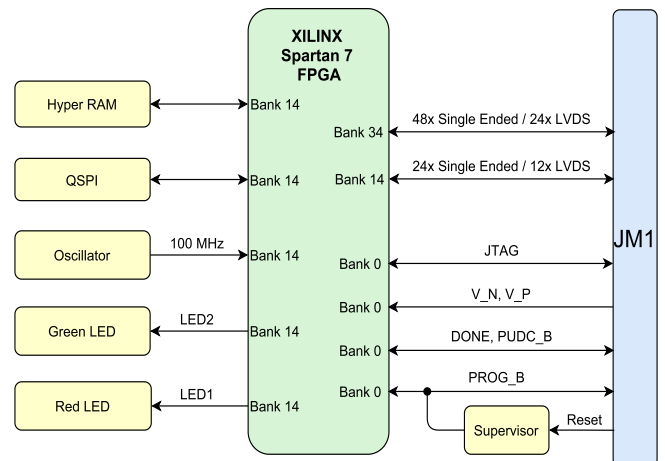 XILINX
Spartan 7
FPGA
Hyper RAM
Bank 14
Bank 34
48x Single Ended / 24x LVDS
QSPI
Bank 14
Bank 14
24x Single Ended / 12x LVDS
JM1
Oscillator
100 MHz
Bank 14
Bank 0
JTAG
Bank 0
V_N, V_P
Green LED
LED2
Bank 14
Bank 0
DONE, PUDC_B
Red LED
LED1
Bank 14
Bank 0
PROG_B
Supervisor
Reset